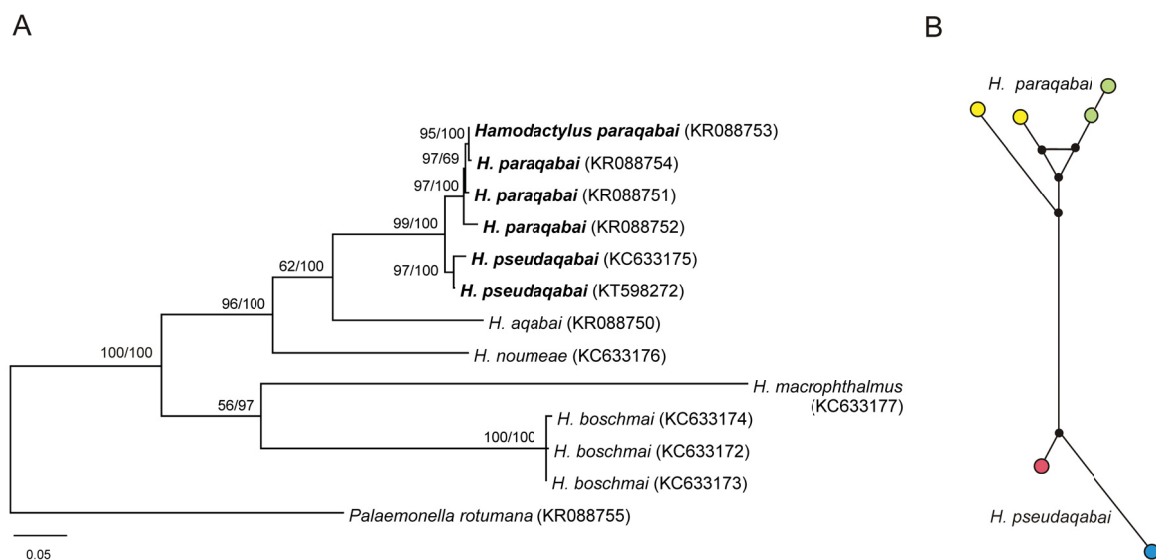 A
B
H. paraqabai
95/100
Hamodactylus paraqabai (KR088753)
97/69
H. paraqabai (KR088754)
97/100
H. paraqabai (KR088751)
99/100
H. paraqabai (KR088752)
62/100
97/100
H. pseudaqabai (KC633175)
H. pseudaqabai (KT598272)
96/100
H. aqabai (KR088750)
100/100
H. noumeae (KC633176)
56/97
H. macrophthalmus
(KC633177)
100/100
H. boschmai (KC633174)
H. boschmai (KC633172)
H. boschmai (KC633173)
Palaemonella rotumana (KR088755)
H. pseudaqabai
0.05